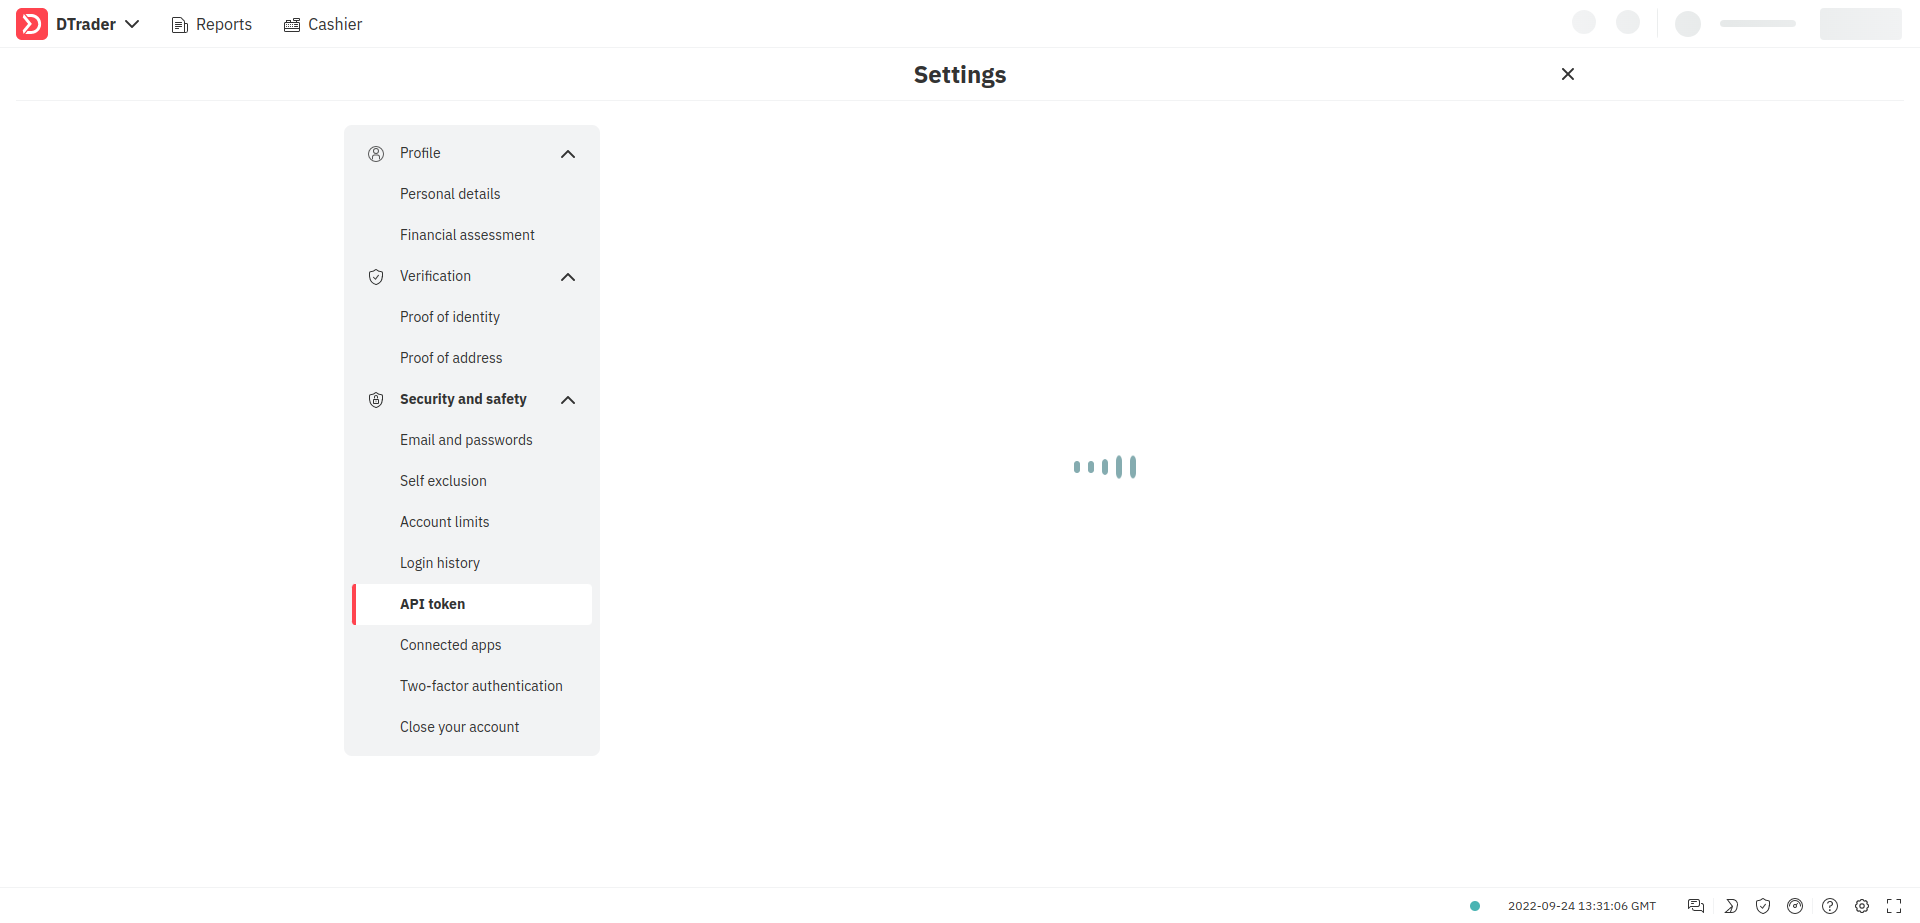 DTrader
Reports
Cashier
Settings
Profile
Personal details
Financial assessment
Verification
Proof of identity
Proof of address
Security and safety
Email and passwords
Self exclusion
Account limits
Login history
API token
Connected apps
Two-factor authentication
Close your account
2022-09-24 13:31:06 GMT